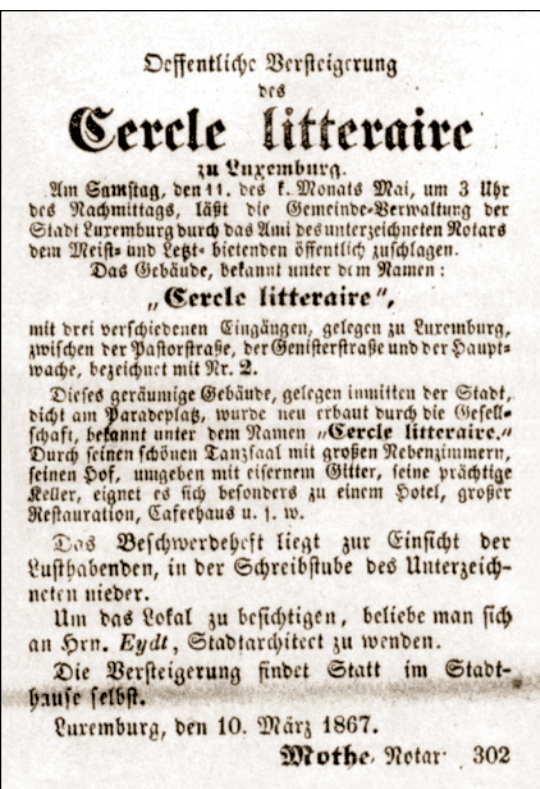 Oeffentliche Versteigerung
des
Cercle litteraire
zu Luxemburg.
Am Samstag, den 11. des k. Monats Mai, um 3 Uhr
des Nachmittags, läßt die Gemeinde-Verwaltung der
Stadt Luxemburg durch das Ami des unterzeichneten Notars
dem Meist- und Letzt- bietenden öffentlich zuschlagen.
Das Gebäude, bekannt unter dem Namen:
„Cercle litteraire“,
mit drei verschiedenen Eingängen, gelegen zu Luxemburg,
zwischen der Pastorstraße, der Genisterstraße und der Haupt-
wache, bezeichnet mit Nr. 2.
Dieses geräumige Gebäude, gelegen inmitten der Stadt,
dicht am Paradeplatz, wurde neu erbaut durch die Gesell-
schaft, bekannt unter dem Namen „Cercle litteraire.“
Durch seinen schönen Tanzsaal mit großen Nebenzimmern,
seinen Hof, umgeben mit eisernem Gitter, seine prächtige
Keller, eignet es sich besonders zu einem Hotel, großer
Restauration, Cafeehaus u. s. w.
Das Beschwerdeheft liegt zur Einsicht der
Lusthabenden, in der Schreibstube des Unterzeich-
neten nieder.
Um das Lokal zu besichtigen, beliebe man sich
an Hrn. Eydt, Stadtarchitect zu wenden.
Die Versteigerung findet Statt im Stadt-
hause selbst.
Luxemburg, den 10. März 1867.
Mothe, Notar 302